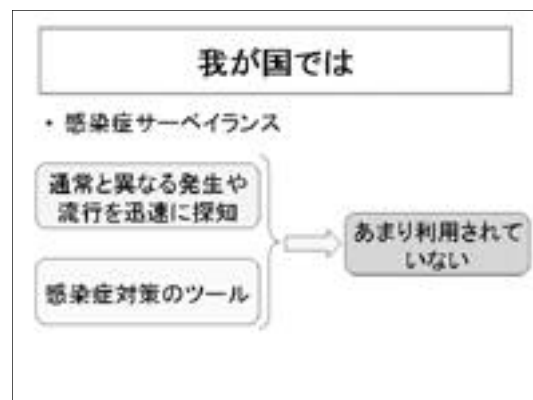 我が国では
・感染症サーベイランス
通常と異なる発生や
流行を迅速に探知
感染症対策のツール
あまり利用されて
いない